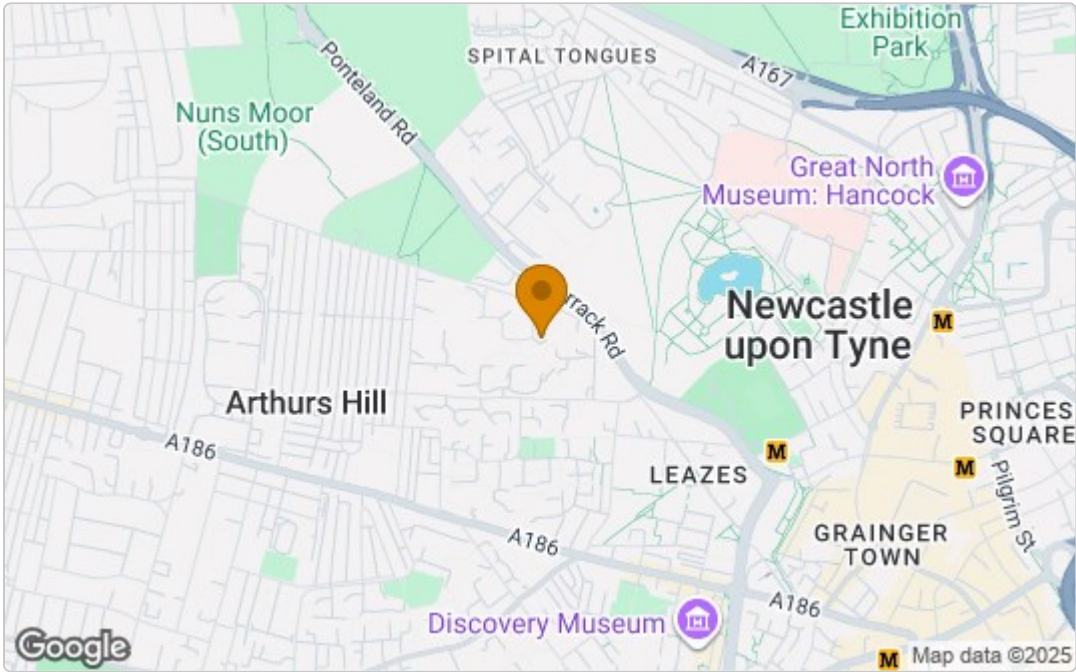 Exhibition
Park
SPITAL TONGUES
A167
Ponteland Rd
Nuns Moor
(South)
Great North
Museum: Hancock
rrack Rd
Newcastle
upon Tyne
M
Arthurs Hill
PRINCES
SQUARE
A186
M
LEAZES
M
Pilgrim St
GRAINGER
TOWN
A186
A186
Discovery Museum
Google
M
Map data ©2025